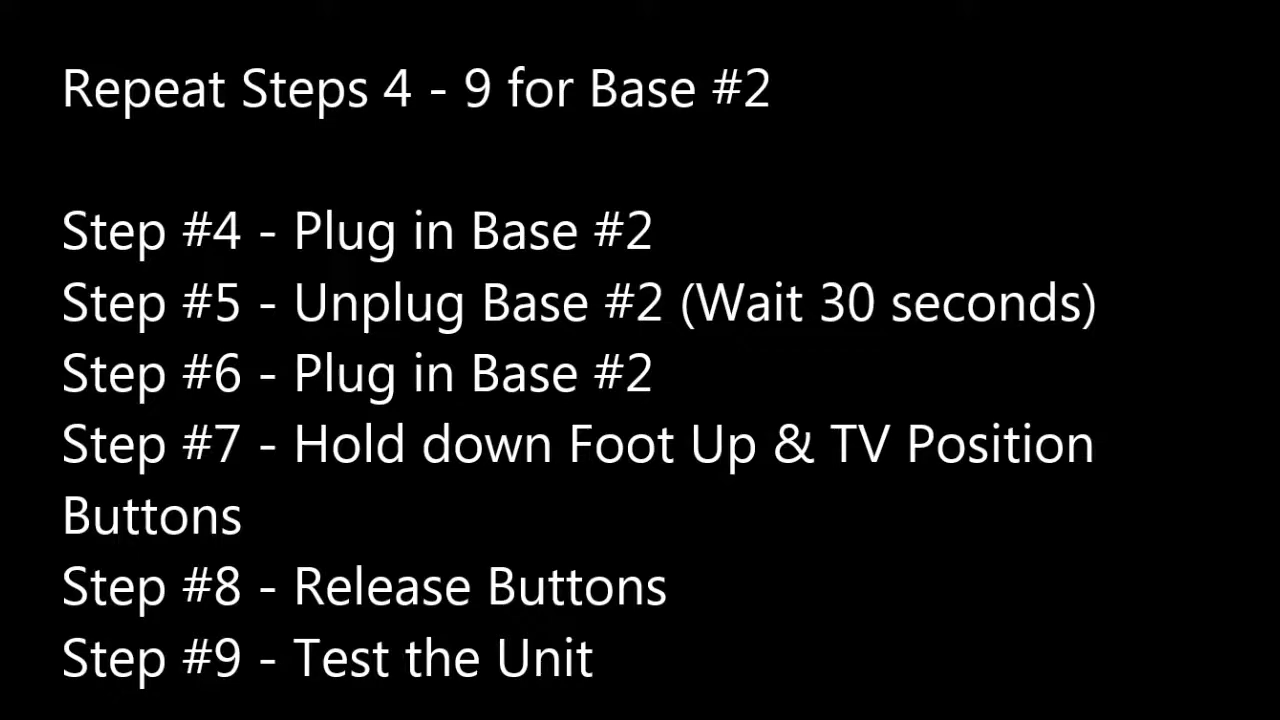 Repeat Steps 4 - 9 for Base #2
Step #4 - Plug in Base #2
Step #5 - Unplug Base #2 (Wait 30 seconds)
Step #6 - Plug in Base #2
Step #7 - Hold down Foot Up & TV Position
Buttons
Step #8 - Release Buttons
Step #9 - Test the Unit